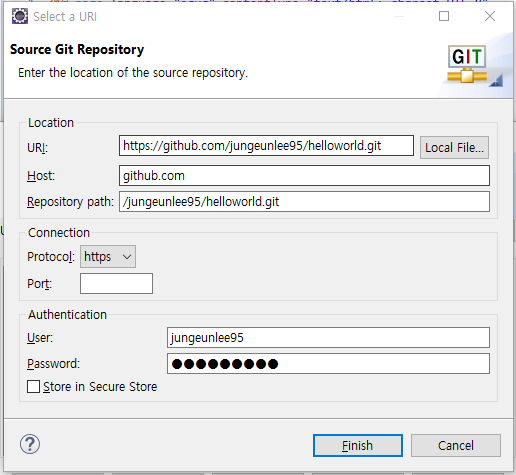 Select a URI
Source Git Repository
Enter the location of the source repository.
GIT
Location
URI: https://github.com/jungeunlee95/helloworld.git Local File...
Host: github.com
Repository path: /jungeunlee95/helloworld.git
Connection
Protocol: https
Port:
Authentication
User: jungeunlee95
Password: ●●●●●●●●●
Store in Secure Store
? Finish Cancel